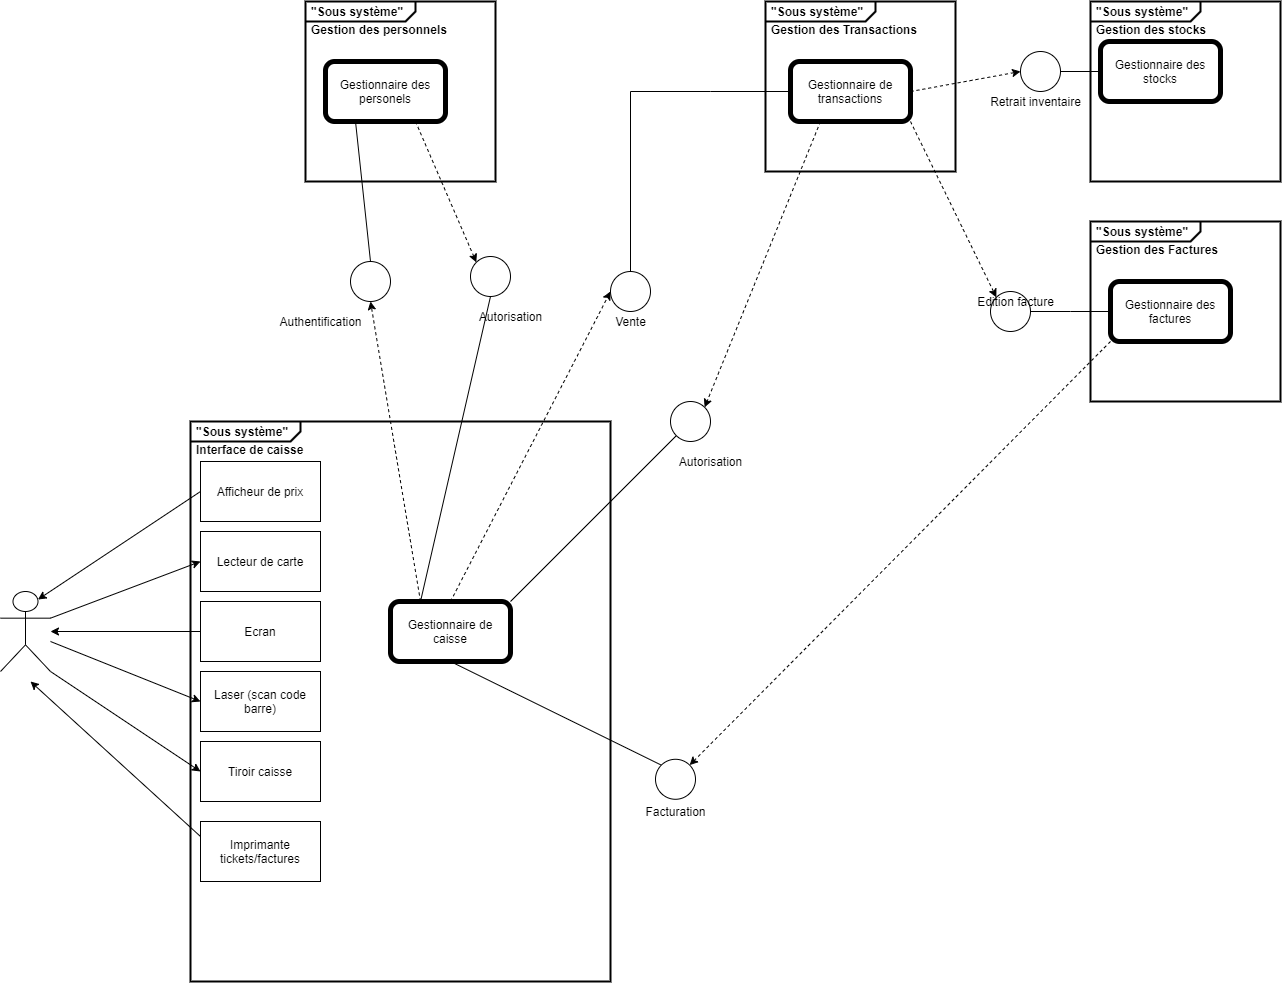 "Sous système"
Gestion des personnels
Gestionnaire des
personels
"Sous système"
Gestion des Transactions
Gestionnaire de
transactions
"Sous système"
Gestion des stocks
Gestionnaire des
stocks
Retrait inventaire
"Sous système"
Gestion des Factures
Gestionnaire des
factures
Edition facture
Authentification
Autorisation
Vente
Autorisation
"Sous système"
Interface de caisse
Afficheur de prix
Lecteur de carte
Ecran
Gestionnaire de
caisse
Laser (scan code
barre)
Tiroir caisse
Facturation
Imprimante
tickets/factures